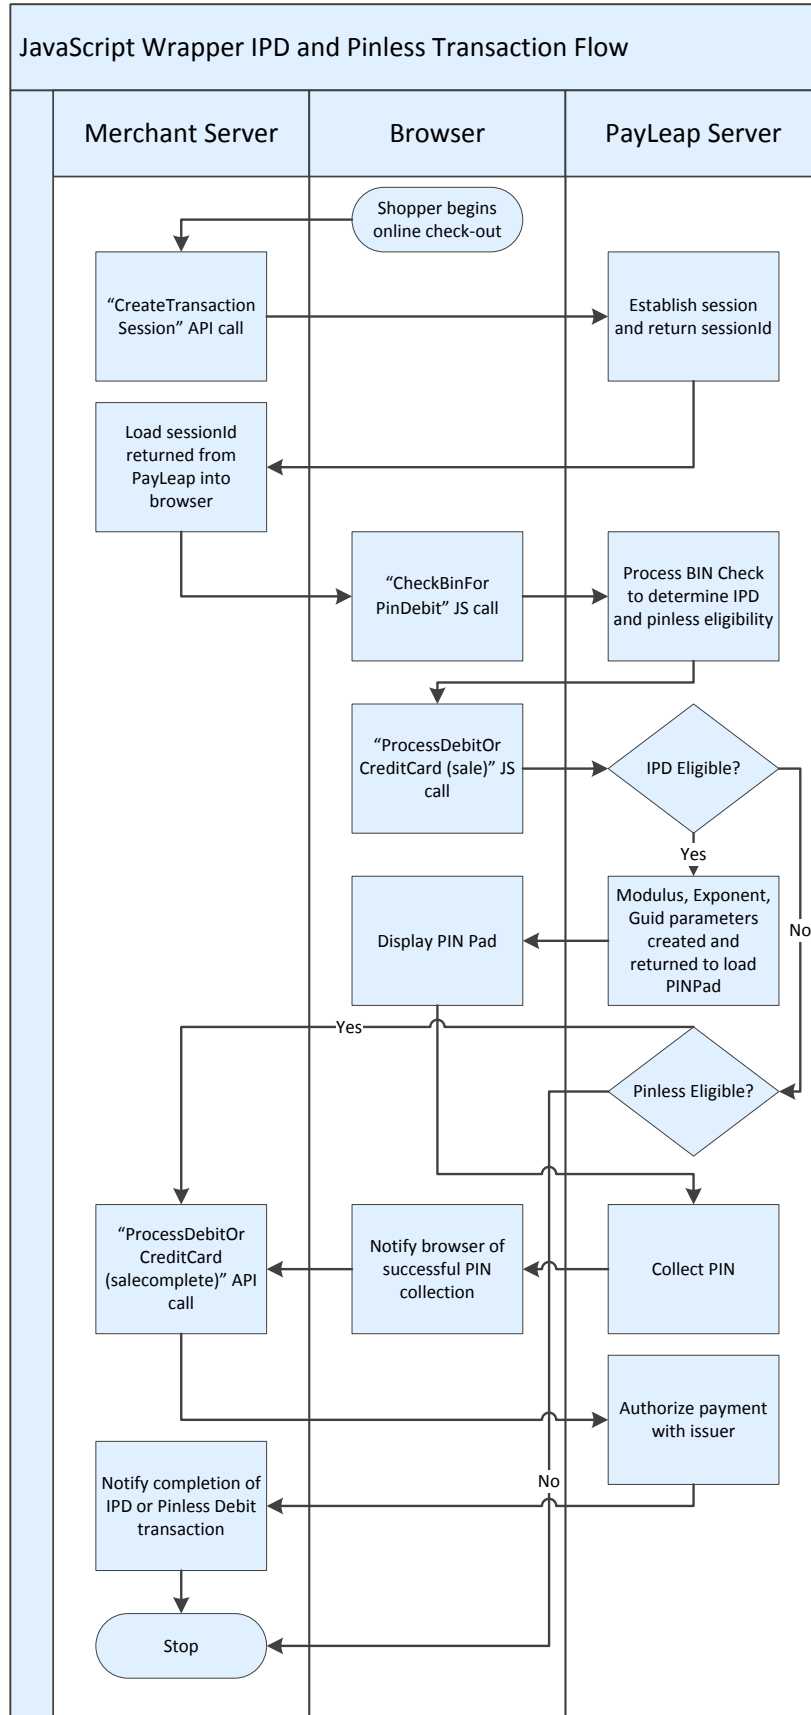 JavaScript Wrapper IPD and Pinless Transaction Flow
Merchant Server
Browser
PayLeap Server
Shopper begins
online check-out
“CreateTransaction
Session” API call
Establish session
and return sessionId
Load sessionId
returned from
PayLeap into
browser
“CheckBinFor
PinDebit” JS call
Process BIN Check
to determine IPD
and pinless eligibility
“ProcessDebitOr
CreditCard (sale)” JS
call
IPD Eligible?
Yes
No
Display PIN Pad
Modulus, Exponent,
Guid parameters
created and
returned to load
PINPad
Yes
Pinless Eligible?
“ProcessDebitOr
CreditCard
(salecomplete)” API
call
Notify browser of
successful PIN
collection
Collect PIN
Authorize payment
with issuer
No
Notify completion of
IPD or Pinless Debit
transaction
Stop